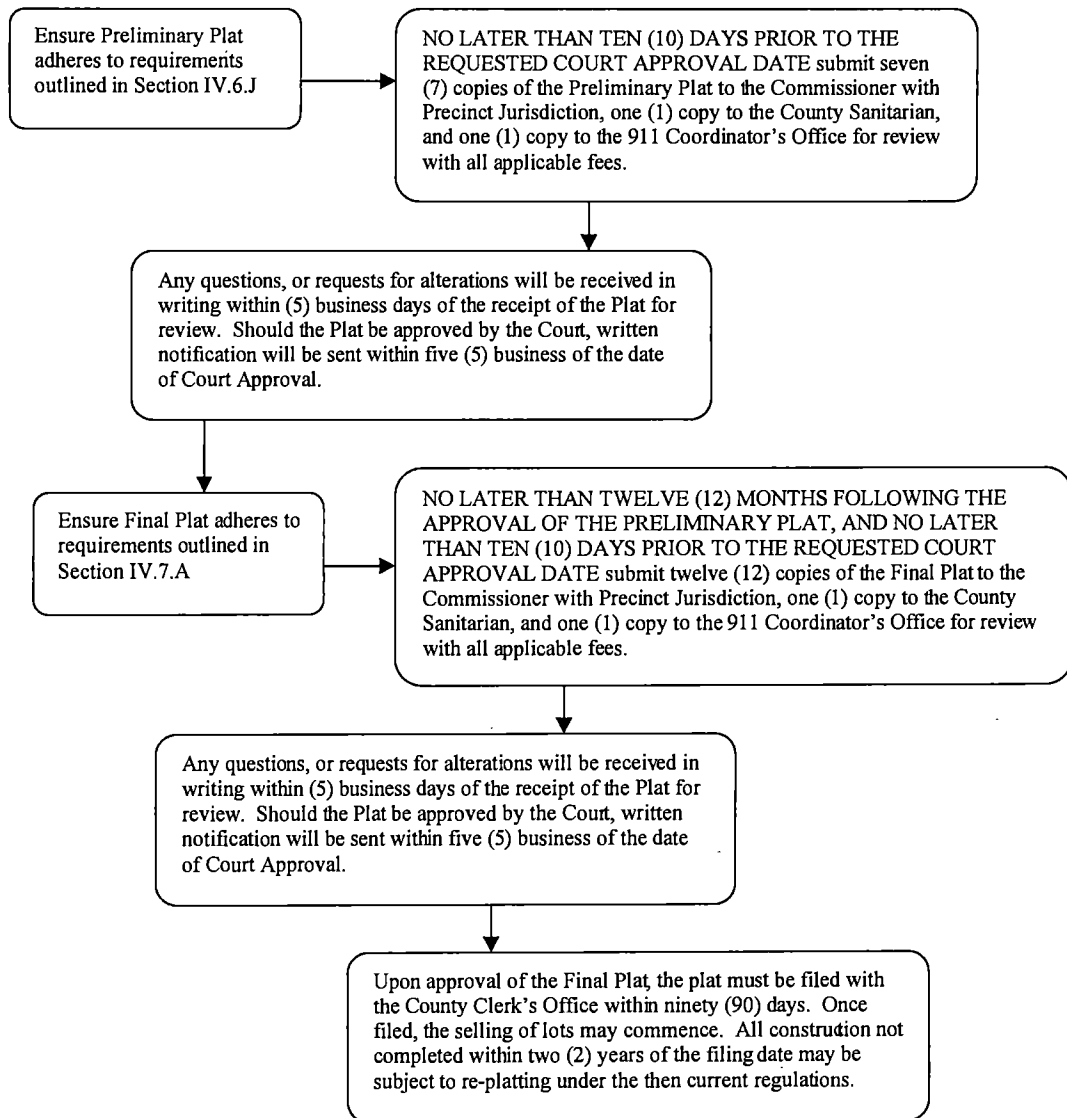 Ensure Preliminary Plat
adheres to requirements
outlined in Section IV.6.J
NO LATER THAN TEN (10) DAYS PRIOR TO THE
REQUESTED COURT APPROVAL DATE submit seven
(7) copies of the Preliminary Plat to the Commissioner with
Precinct Jurisdiction, one (1) copy to the County Sanitarian,
and one (1) copy to the 911 Coordinator's Office for review
with all applicable fees.
Any questions, or requests for alterations will be received in
writing within (5) business days of the receipt of the Plat for
review. Should the Plat be approved by the Court, written
notification will be sent within five (5) business of the date
of Court Approval.
Ensure Final Plat adheres to
requirements outlined in
Section IV.7.A
NO LATER THAN TWELVE (12) MONTHS FOLLOWING THE
APPROVAL OF THE PRELIMINARY PLAT, AND NO LATER
THAN TEN (10) DAYS PRIOR TO THE REQUESTED COURT
APPROVAL DATE submit twelve (12) copies of the Final Plat to the
Commissioner with Precinct Jurisdiction, one (1) copy to the County
Sanitarian, and one (1) copy to the 911 Coordinator's Office for review
with all applicable fees.
Any questions, or requests for alterations will be received in
writing within (5) business days of the receipt of the Plat for
review. Should the Plat be approved by the Court, written
notification will be sent within five (5) business of the date
of Court Approval.
Upon approval of the Final Plat, the plat must be filed with
the County Clerk's Office within ninety (90) days. Once
filed, the selling of lots may commence. All construction not
completed within two (2) years of the filing date may be
subject to re-platting under the then current regulations.